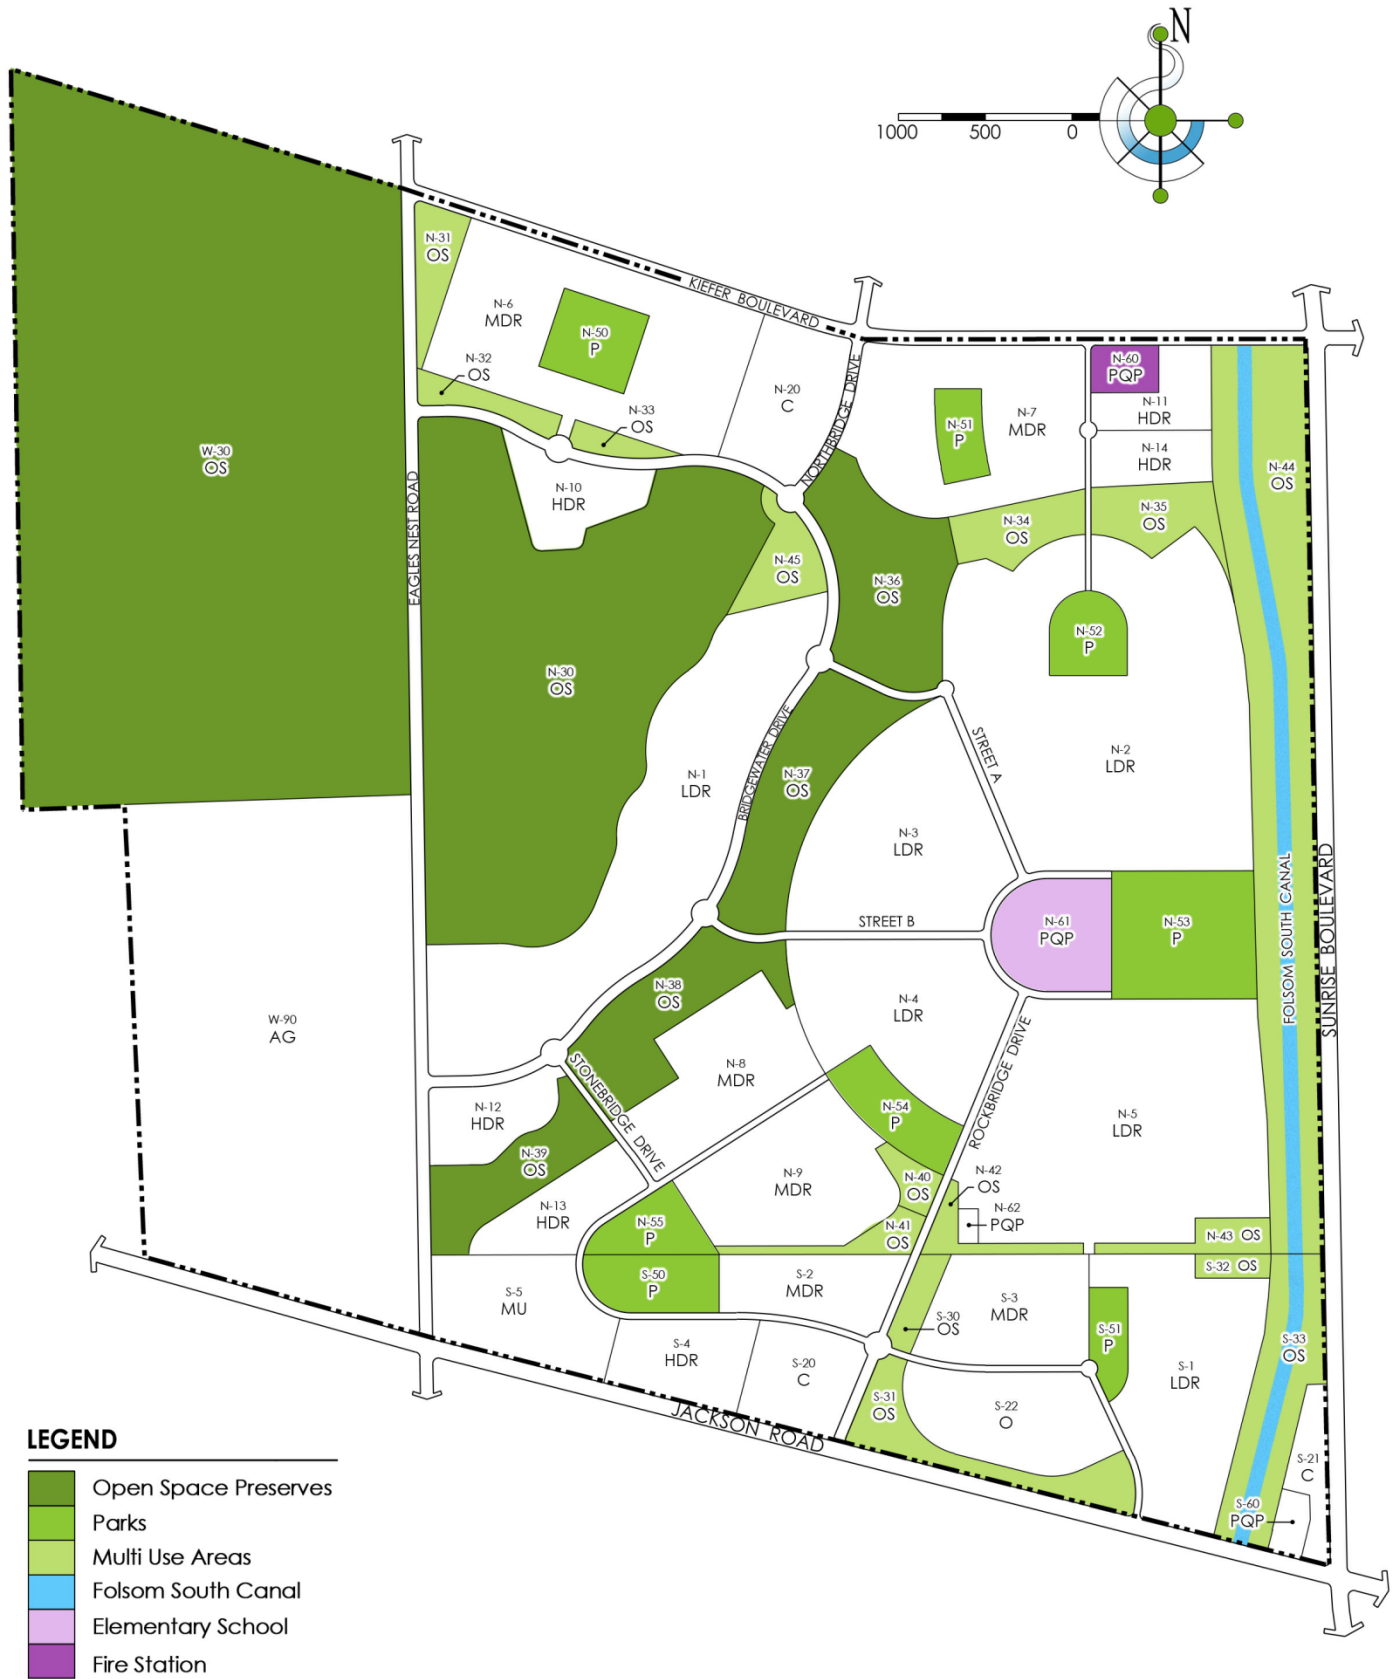 N
1000 500 0
N-31
OS
KIEFER BOULEVARD
N-6
MDR
N-50
P
N-32
OS
N-33
OS
N-20
C
NORTHBRIDGE DRIVE
N-51
P
N-7
MDR
N-60
PQP
N-11
HDR
N-14
HDR
N-44
OS
W-30
OS
EAGLES NEST ROAD
N-10
HDR
N-45
OS
N-36
OS
N-34
OS
N-35
OS
N-52
P
N-30
OS
N-1
LDR
BRIDGEWATER DRIVE
N-37
OS
STREET A
N-2
LDR
N-3
LDR
STREET B
N-61
PQP
N-53
P
FOLSOM SOUTH CANAL
SUNRISE BOULEVARD
W-90
AG
N-38
OS
N-4
LDR
N-8
MDR
STONEBRIDGE DRIVE
ROCKBRIDGE DRIVE
N-12
HDR
N-54
P
N-5
LDR
N-39
OS
N-9
MDR
N-40
OS
N-42
OS
N-13
HDR
N-55
P
N-41
OS
N-62
PQP
N-43 OS
S-32 OS
S-5
MU
S-50
P
S-2
MDR
S-3
MDR
S-30
OS
S-51
P
S-33
OS
S-4
HDR
S-20
C
S-1
LDR
S-31
OS
S-22
O
JACKSON ROAD
S-21
C
S-60
PQP
LEGEND
Open Space Preserves
Parks
Multi Use Areas
Folsom South Canal
Elementary School
Fire Station